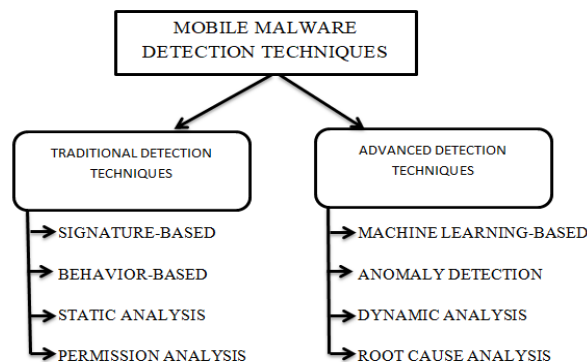 MOBILE MALWARE
DETECTION TECHNIQUES
TRADITIONAL DETECTION
TECHNIQUES
SIGNATURE-BASED
BEHAVIOR-BASED
STATIC ANALYSIS
PERMISSION ANALYSIS
ADVANCED DETECTION
TECHNIQUES
MACHINE LEARNING-BASED
ANOMALY DETECTION
DYNAMIC ANALYSIS
ROOT CAUSE ANALYSIS